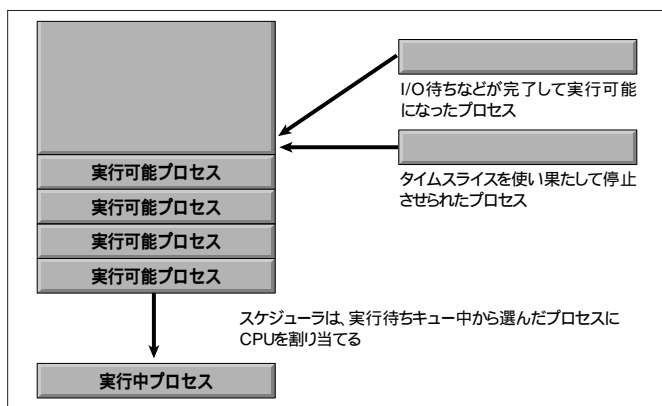 I/O待ちなどが完了して実行可能
になったプロセス
実行可能プロセス
タイムスライスを使い果たして停止
させられたプロセス
実行可能プロセス
実行可能プロセス
実行可能プロセス
スケジューラは、実行待ちキュー中から選んだプロセスに
CPUを割り当てる
実行中プロセス